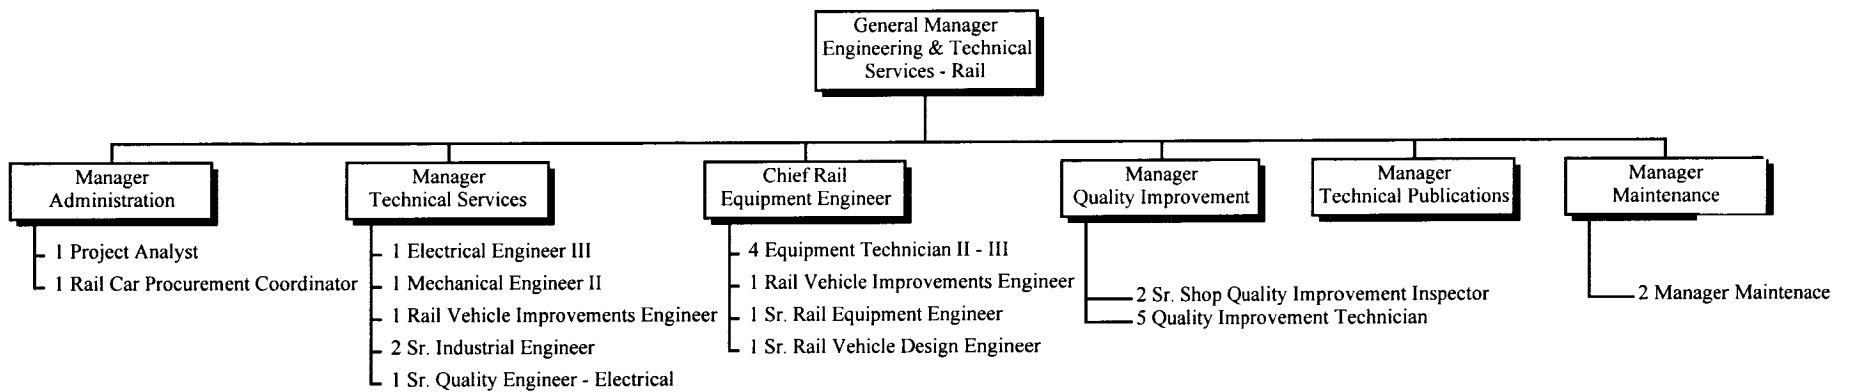 General Manager
Engineering & Technical
Services - Rail
Manager
Administration
1 Project Analyst
1 Rail Car Procurement Coordinator
Manager
Technical Services
1 Electrical Engineer III
1 Mechanical Engineer II
1 Rail Vehicle Improvements Engineer
2 Sr. Industrial Engineer
1 Sr. Quality Engineer - Electrical
Chief Rail
Equipment Engineer
4 Equipment Technician II - III
1 Rail Vehicle Improvements Engineer
1 Sr. Rail Equipment Engineer
1 Sr. Rail Vehicle Design Engineer
Manager
Quality Improvement
2 Sr. Shop Quality Improvement Inspector
5 Quality Improvement Technician
Manager
Technical Publications
Manager
Maintenance
2 Manager Maintenace